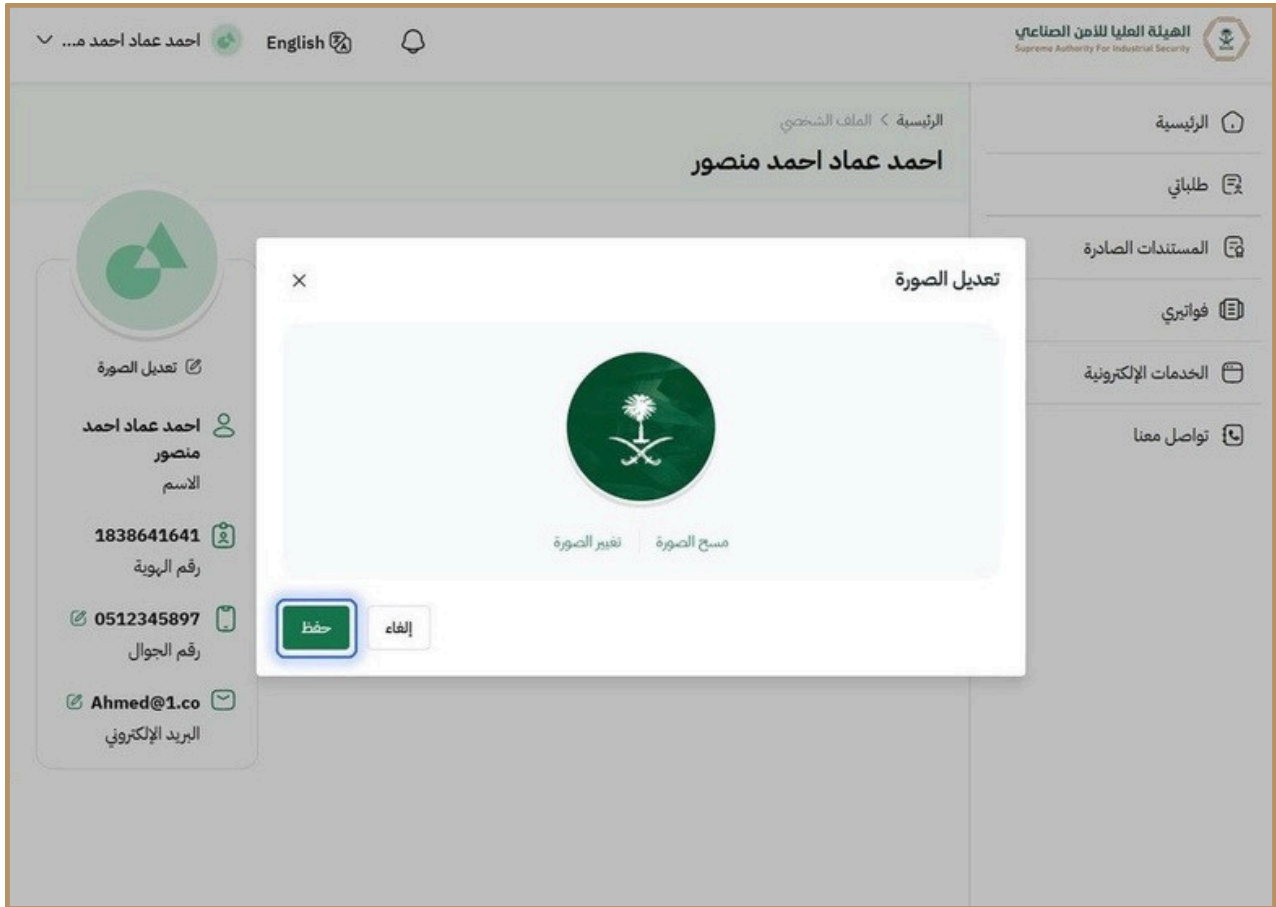 الهيئة العليا للأمن الصناعي
Supreme Authority For Industrial Security
English
احمد عماد احمد م...
الرئيسية
طلباتي
المستندات الصادرة
فواتيري
الخدمات الإلكترونية
تواصل معنا
الرئيسية > الملف الشخصي
احمد عماد احمد منصور
تعديل الصورة
مسح الصورة
تغيير الصورة
إلغاء
حفظ
تعديل الصورة
احمد عماد احمد
منصور
الاسم
1838641641
رقم الهوية
0512345897
رقم الجوال
Ahmed@1.co
البريد الإلكتروني